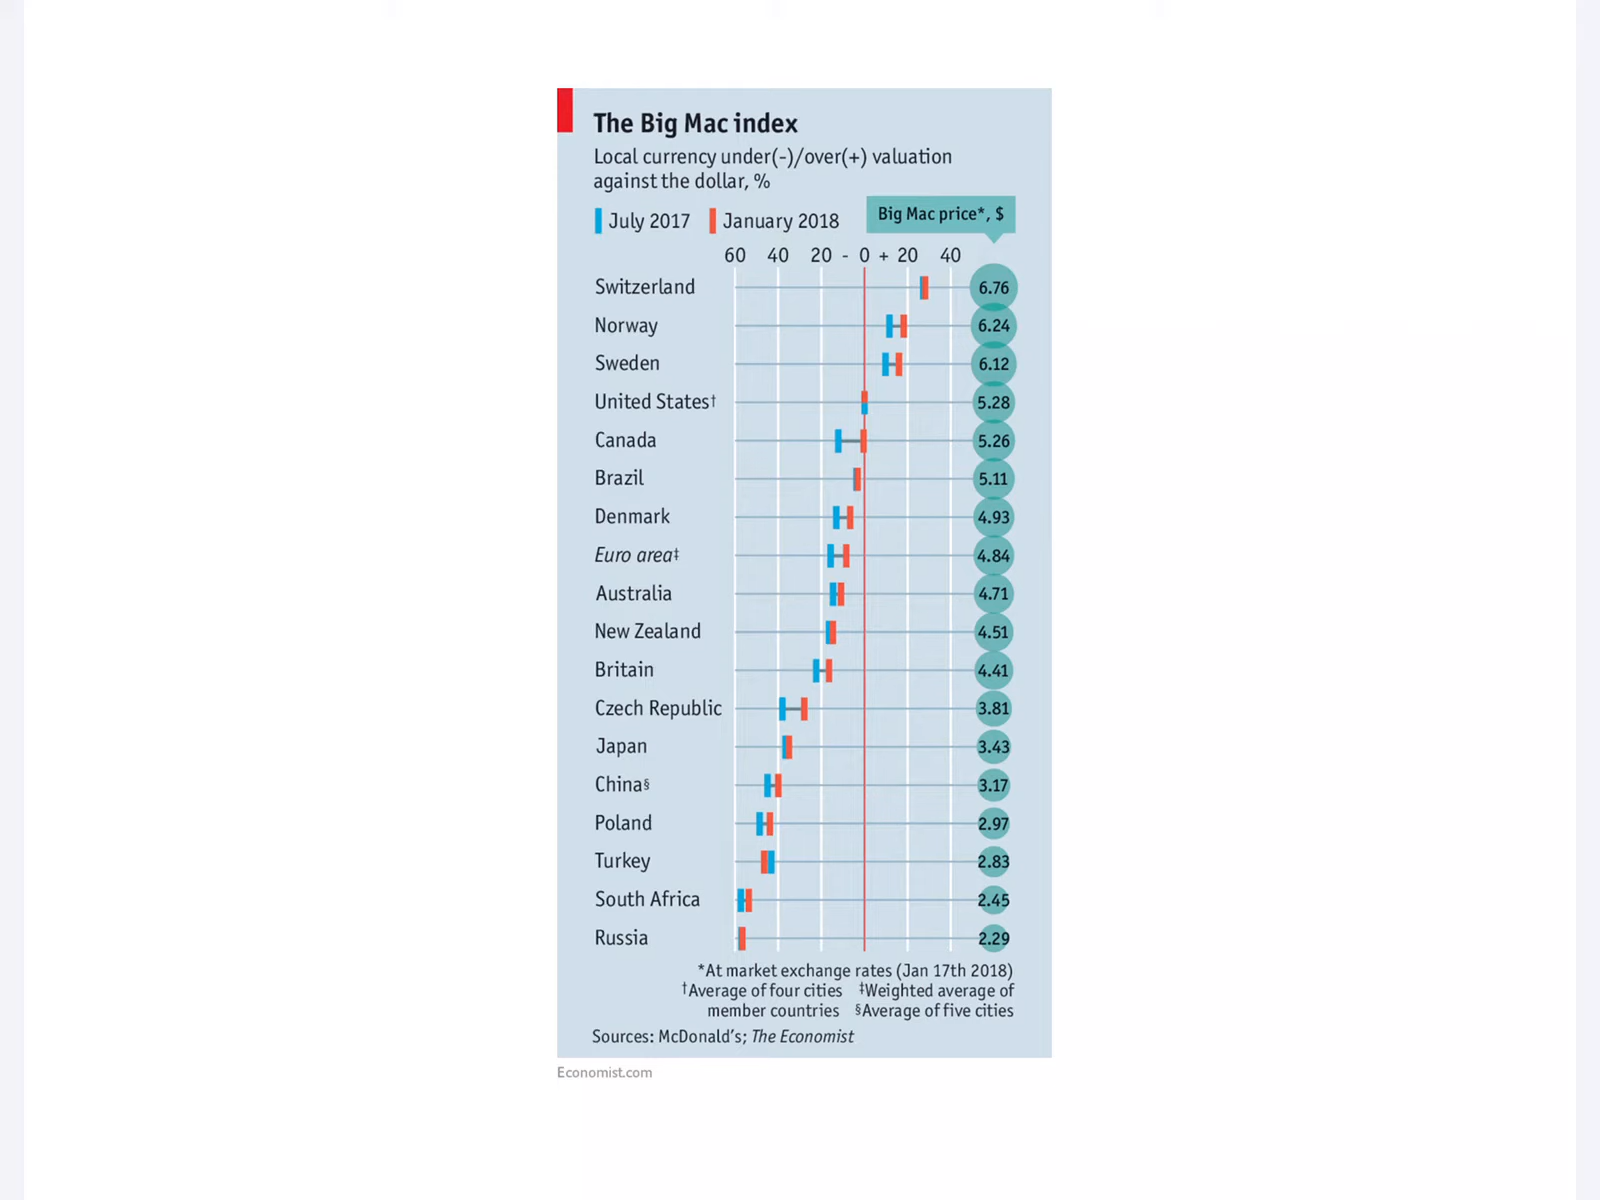 The Big Mac index
Local currency under(-)/over(+) valuation
against the dollar, %
July 2017 January 2018 Big Mac price*, $
60 40 20 - 0 + 20 40
Switzerland 6.76
Norway 6.24
Sweden 6.12
United States† 5.28
Canada 5.26
Brazil 5.11
Denmark 4.93
Euro area‡ 4.84
Australia 4.71
New Zealand 4.51
Britain 4.41
Czech Republic 3.81
Japan 3.43
China§ 3.17
Poland 2.97
Turkey 2.83
South Africa 2.45
Russia 2.29
*At market exchange rates (Jan 17th 2018)
†Average of four cities ‡Weighted average of
member countries §Average of five cities
Sources: McDonald's; The Economist
Economist.com